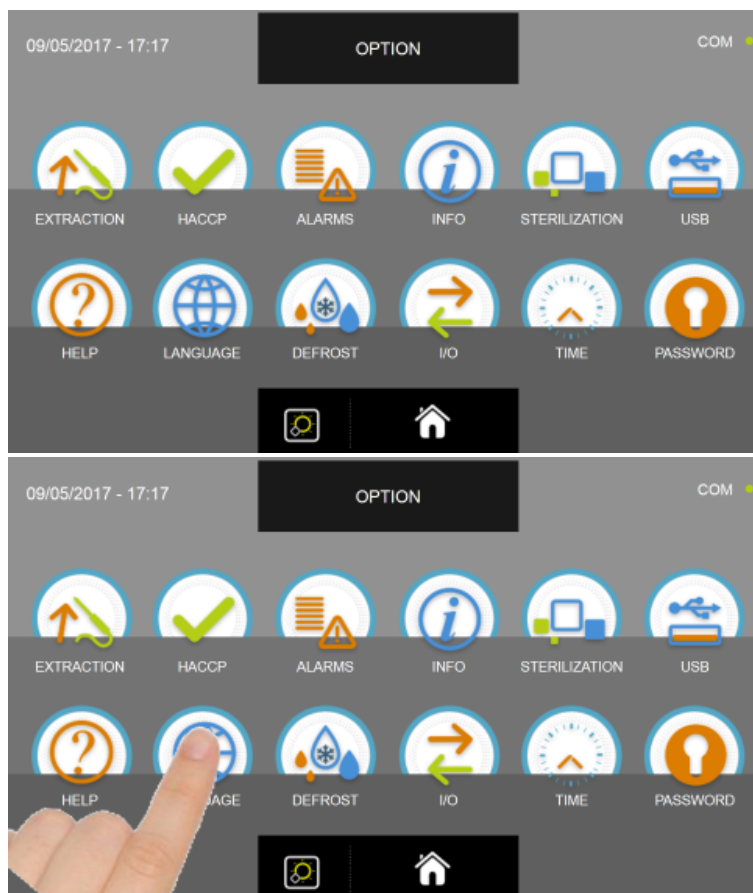 09/05/2017 - 17:17 OPTION COM
EXTRACTION HACCP ALARMS INFO STERILIZATION USB
HELP LANGUAGE DEFROST I/O TIME PASSWORD
09/05/2017 - 17:17 OPTION COM
EXTRACTION HACCP ALARMS INFO STERILIZATION USB
HELP AGE DEFROST I/O TIME PASSWORD